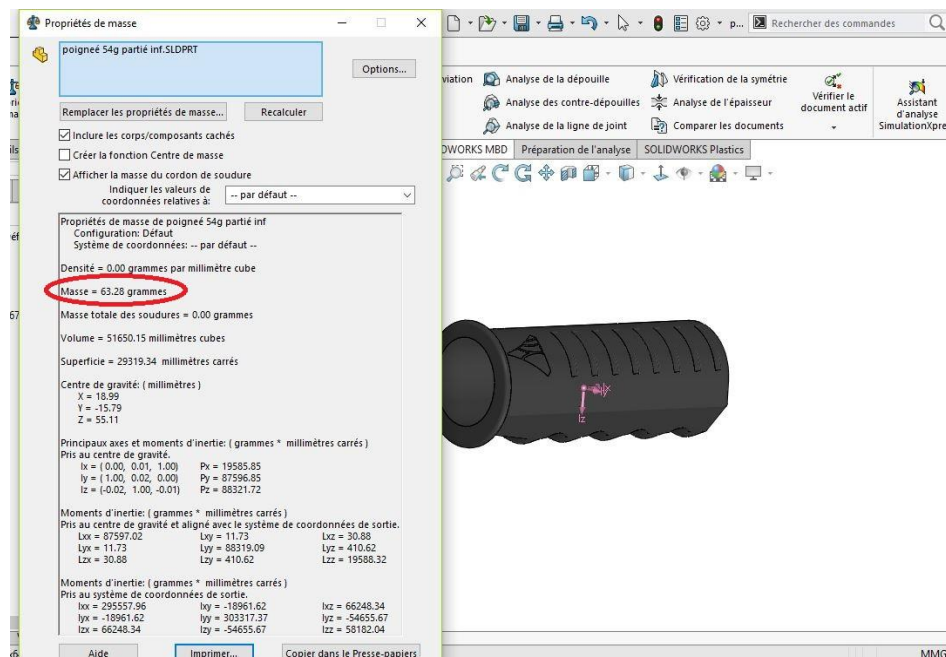 Propriétés de masse
p...
Rechercher des commandes
poigneé 54g partié inf.SLDPRT
Options...
Remplacer les propriétés de masse...
Recalculer
Inclure les corps/composants cachés
Créer la fonction Centre de masse
Afficher la masse du cordon de soudure
Indiquer les valeurs de
coordonnées relatives à:
-- par défaut --
Propriétés de masse de poigneé 54g partié inf
Configuration: Défaut
Système de coordonnées: -- par défaut --
Densité = 0.00 grammes par millimètre cube
Masse = 63.28 grammes
Masse totale des soudures = 0.00 grammes
Volume = 51650.15 millimètres cubes
Superficie = 29319.34 millimètres carrés
Centre de gravité: ( millimètres )
X = 18.99
Y = -15.79
Z = 55.11
Principaux axes et moments d'inertie: ( grammes * millimètres carrés )
Pris au centre de gravité.
Ix = ( 0.00, 0.01, 1.00) Px = 19585.85
Iy = ( 1.00, 0.02, 0.00) Py = 87596.85
Iz = (-0.02, 1.00, -0.01) Pz = 88321.72
Moments d'inertie: ( grammes * millimètres carrés )
Pris au centre de gravité et aligné avec le système de coordonnées de sortie.
Lxx = 87597.02 Lxy = 11.73 Lxz = 30.88
Lyx = 11.73 Lyy = 88319.09 Lyz = 410.62
Lzx = 30.88 Lzy = 410.62 Lzz = 19588.32
Moments d'inertie: ( grammes * millimètres carrés )
Pris au système de coordonnées de sortie.
Ixx = 295557.96 Ixy = -18961.62 Ixz = 66248.34
Iyx = -18961.62 Iyy = 303317.37 Iyz = -54655.67
Izx = 66248.34 Izy = -54655.67 Izz = 58182.04
Aide
Imprimer...
Copier dans le Presse-papiers
viation
Analyse de la dépouille
Vérification de la symétrie
Analyse des contre-dépouilles
Analyse de l'épaisseur
Analyse de la ligne de joint
Comparer les documents
Vérifier le
document actif
Assistant
d'analyse
SimulationXpre
DWORKS MBD
Préparation de l'analyse
SOLIDWORKS Plastics
Iz
MMG